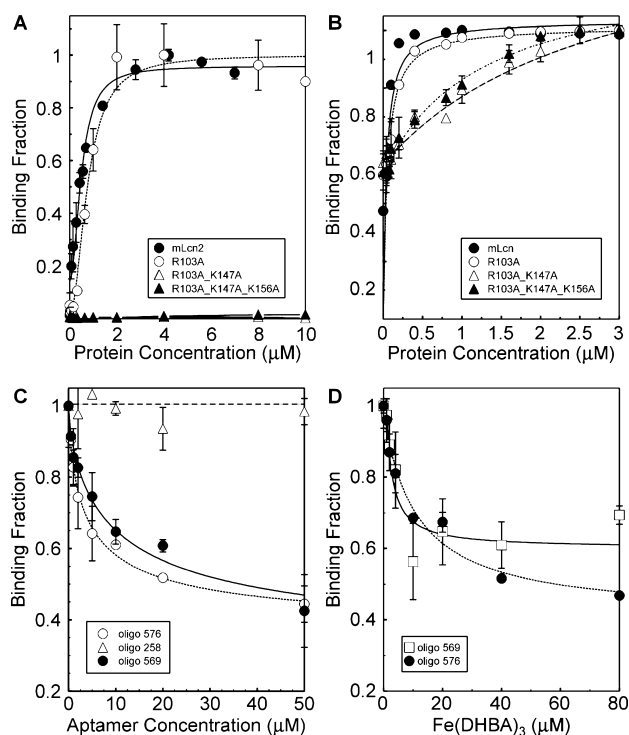 A
Binding Fraction
1
0.8
0.6
0.4
0.2
mLcn2
R103A
R103A_K147A
R103A_K147A_K156A
0 2 4 6 8 10
Protein Concentration (μM)
B
Binding Fraction
1
0.8
0.6
0.4
0.2
mLcn
R103A
R103A_K147A
R103A_K147A_K156A
0 0.5 1 1.5 2 2.5 3
Protein Concentration (μM)
C
Binding Fraction
1
0.8
0.6
0.4
0.2
oligo 576
oligo 258
oligo 569
0 10 20 30 40 50
Aptamer Concentration (μM)
D
Binding Fraction
1
0.8
0.6
0.4
0.2
oligo 569
oligo 576
0 20 40 60 80
Fe(DHBA)3 (μM)